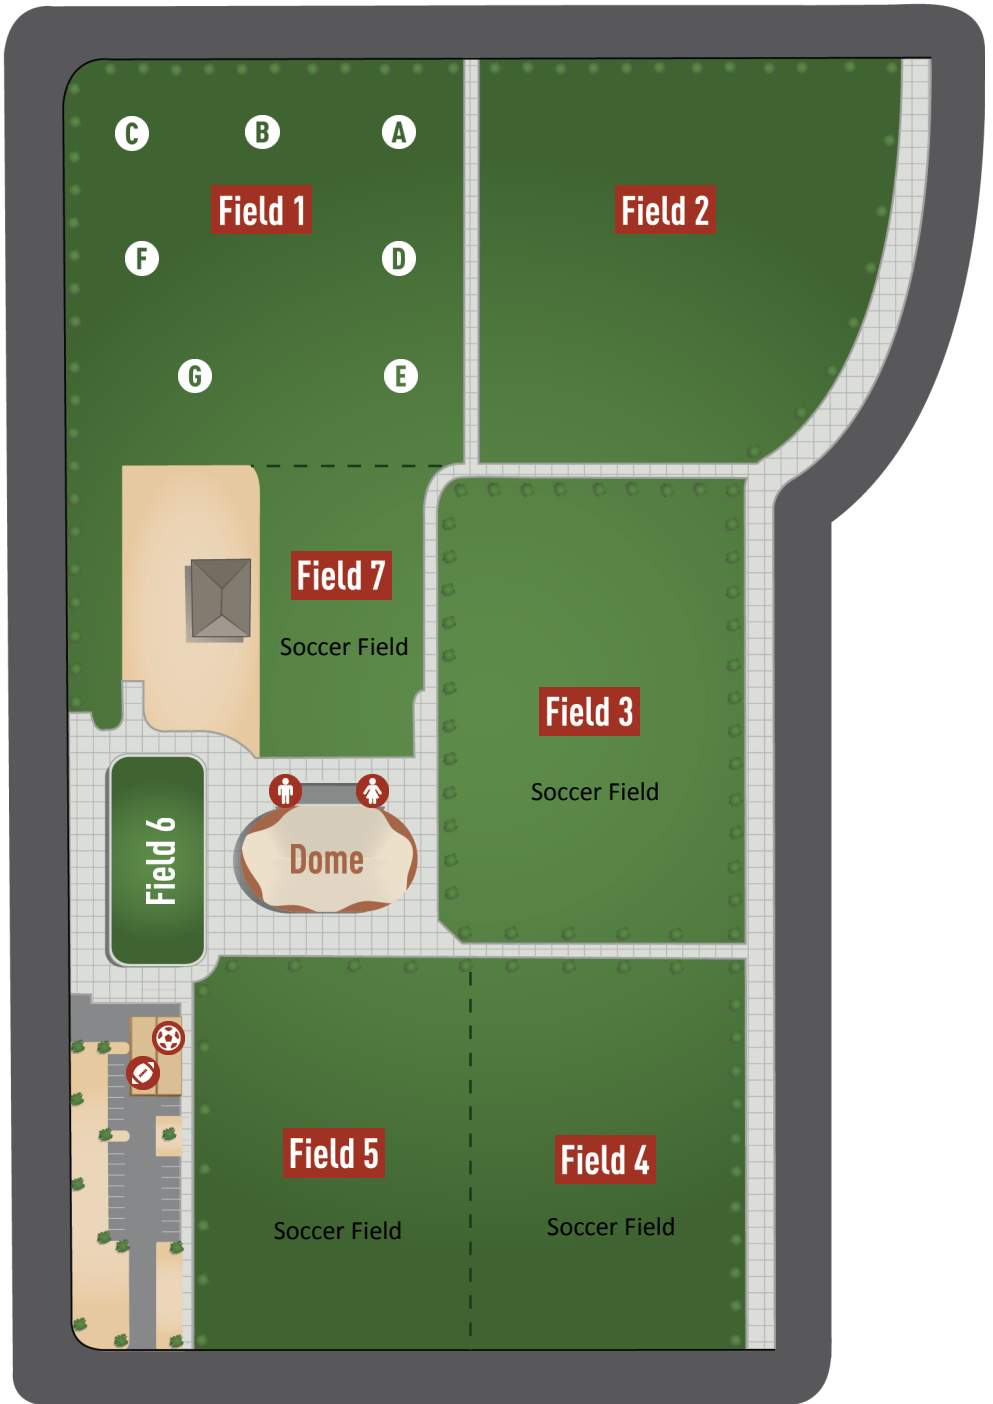 C B A
Field 1
Field 2
F D
G E
Field 7
Soccer Field
Field 3
Soccer Field
Field 6
Dome
Field 5
Field 4
Soccer Field
Soccer Field